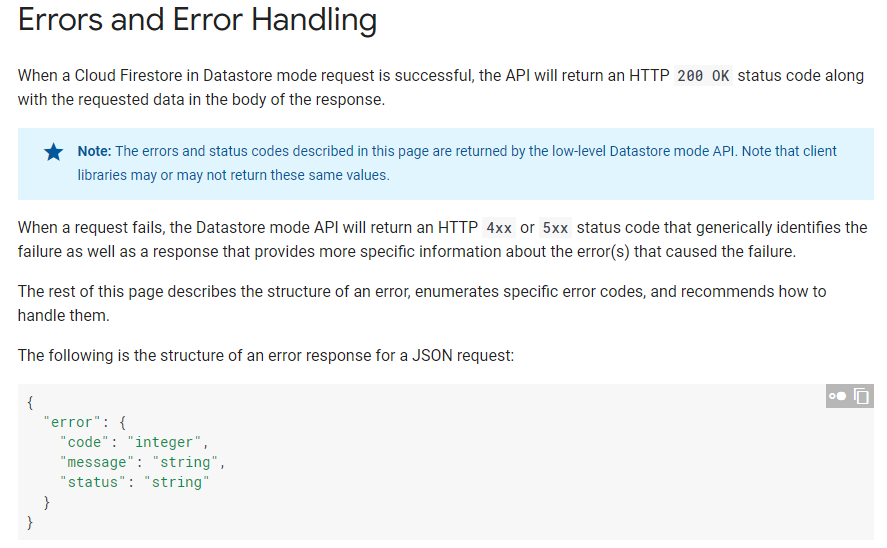 Errors and Error Handling
When a Cloud Firestore in Datastore mode request is successful, the API will return an HTTP 200 OK status code along
with the requested data in the body of the response.
Note: The errors and status codes described in this page are returned by the low-level Datastore mode API. Note that client
libraries may or may not return these same values.
When a request fails, the Datastore mode API will return an HTTP 4xx or 5xx status code that generically identifies the
failure as well as a response that provides more specific information about the error(s) that caused the failure.
The rest of this page describes the structure of an error, enumerates specific error codes, and recommends how to
handle them.
The following is the structure of an error response for a JSON request:
{
  "error": {
    "code": "integer",
    "message": "string",
    "status": "string"
  }
}